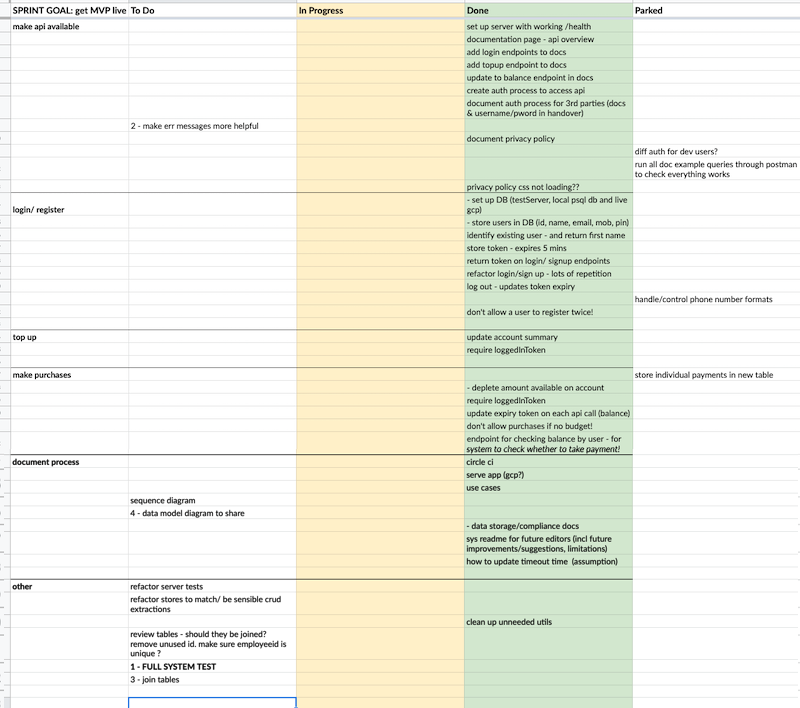 SPRINT GOAL: get MVP live To Do In Progress Done Parked
make api available set up server with working /health
documentation page - api overview
add login endpoints to docs
add topup endpoint to docs
update to balance endpoint in docs
create auth process to access api
document auth process for 3rd parties (docs
& username/pword in handover)
2 - make err messages more helpful
document privacy policy
diff auth for dev users?
run all doc example queries through postman
to check everything works
privacy policy css not loading??
- set up DB (testServer, local psql db and live
gcp)
login/ register
- store users in DB (id, name, email, mob, pin)
identify existing user - and return first name
store token - expires 5 mins
return token on login/ signup endpoints
refactor login/sign up - lots of repetition
log out - updates token expiry
handle/control phone number formats
don't allow a user to register twice!
top up update account summary
require loggedInToken
make purchases store individual payments in new table
- deplete amount available on account
require loggedInToken
update expiry token on each api call (balance)
don't allow purchases if no budget!
endpoint for checking balance by user - for
system to check whether to take payment!
document process circle ci
serve app (gcp?)
use cases
sequence diagram
4 - data model diagram to share
- data storage/compliance docs
sys readme for future editors (incl future
improvements/suggestions, limitations)
how to update timeout time (assumption)
other refactor server tests
refactor stores to match/ be sensible crud
extractions
clean up unneeded utils
review tables - should they be joined?
remove unused id. make sure employeeid is
unique ?
1 - FULL SYSTEM TEST
3 - join tables